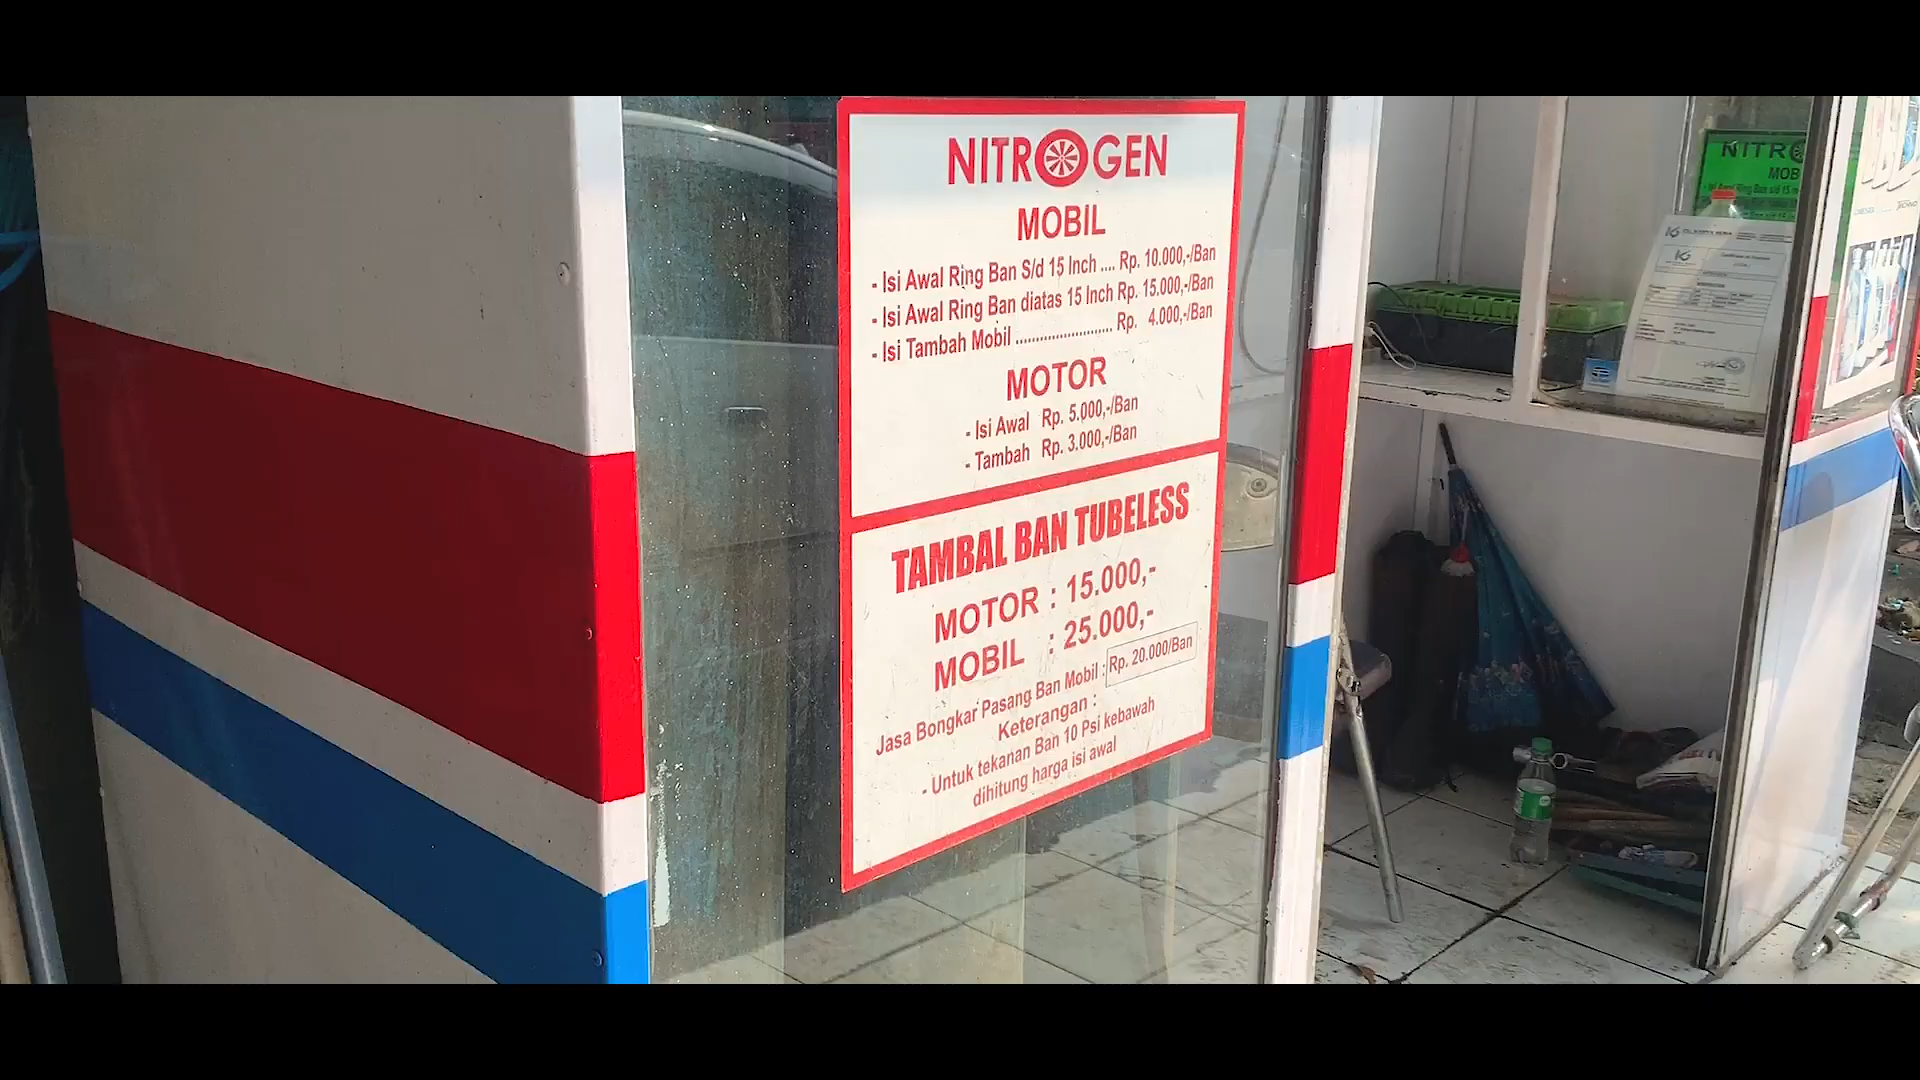 NITROGEN
MOBIL
- Isi Awal Ring Ban S/d 15 Inch .... Rp. 10.000,-/Ban
- Isi Awal Ring Ban diatas 15 Inch Rp. 15.000,-/Ban
- Isi Tambah Mobil ........................ Rp. 4.000,-/Ban
MOTOR
- Isi Awal Rp. 5.000,-/Ban
- Tambah Rp. 3.000,-/Ban
TAMBAL BAN TUBELESS
MOTOR : 15.000,-
MOBIL : 25.000,-
Jasa Bongkar Pasang Ban Mobil : Rp. 20.000/Ban
Keterangan :
- Untuk tekanan Ban 10 Psi kebawah
dihitung harga isi awal
NITRO
MOB